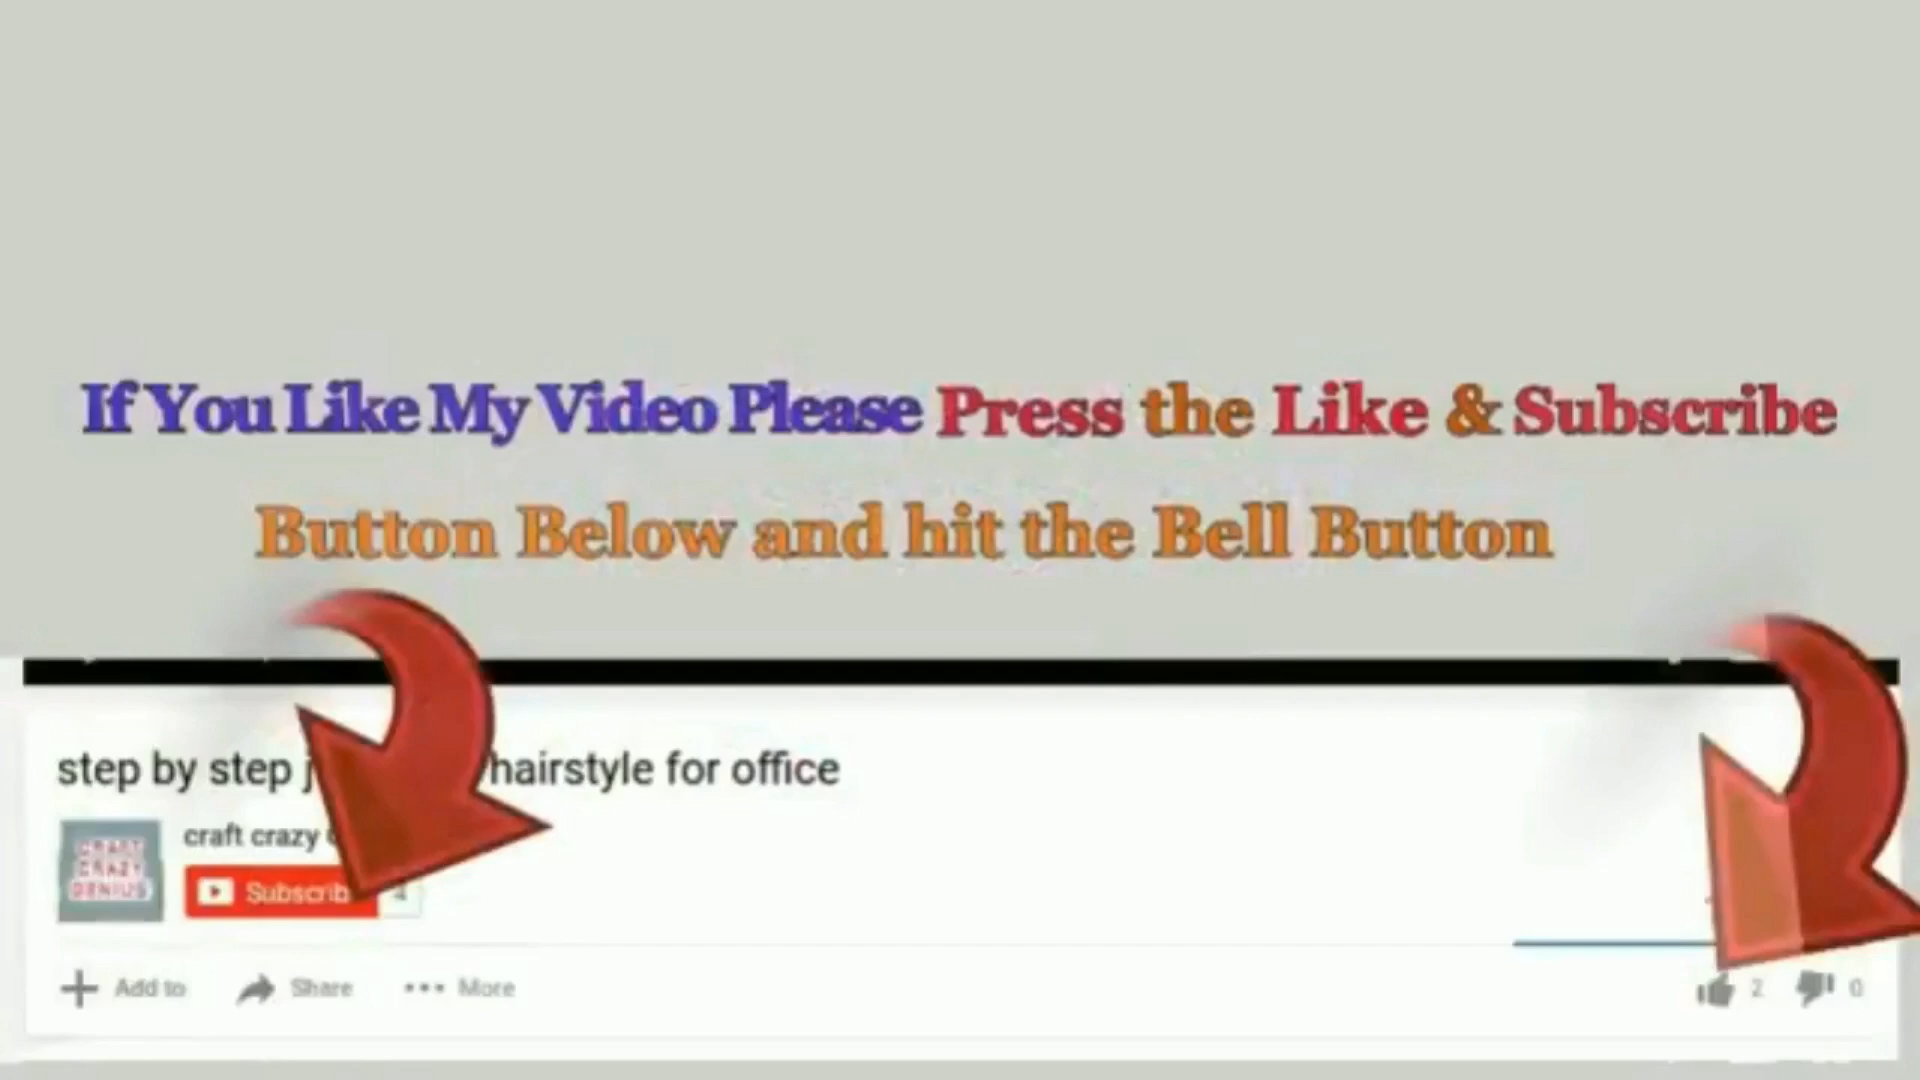 If You Like My Video Please Press the Like & Subscribe
Button Below and hit the Bell Button
step by step hairstyle for office
craft crazy
CRAFT
CRAZY
GENIUS
Subscrib
4
Add to
Share
More
2
0